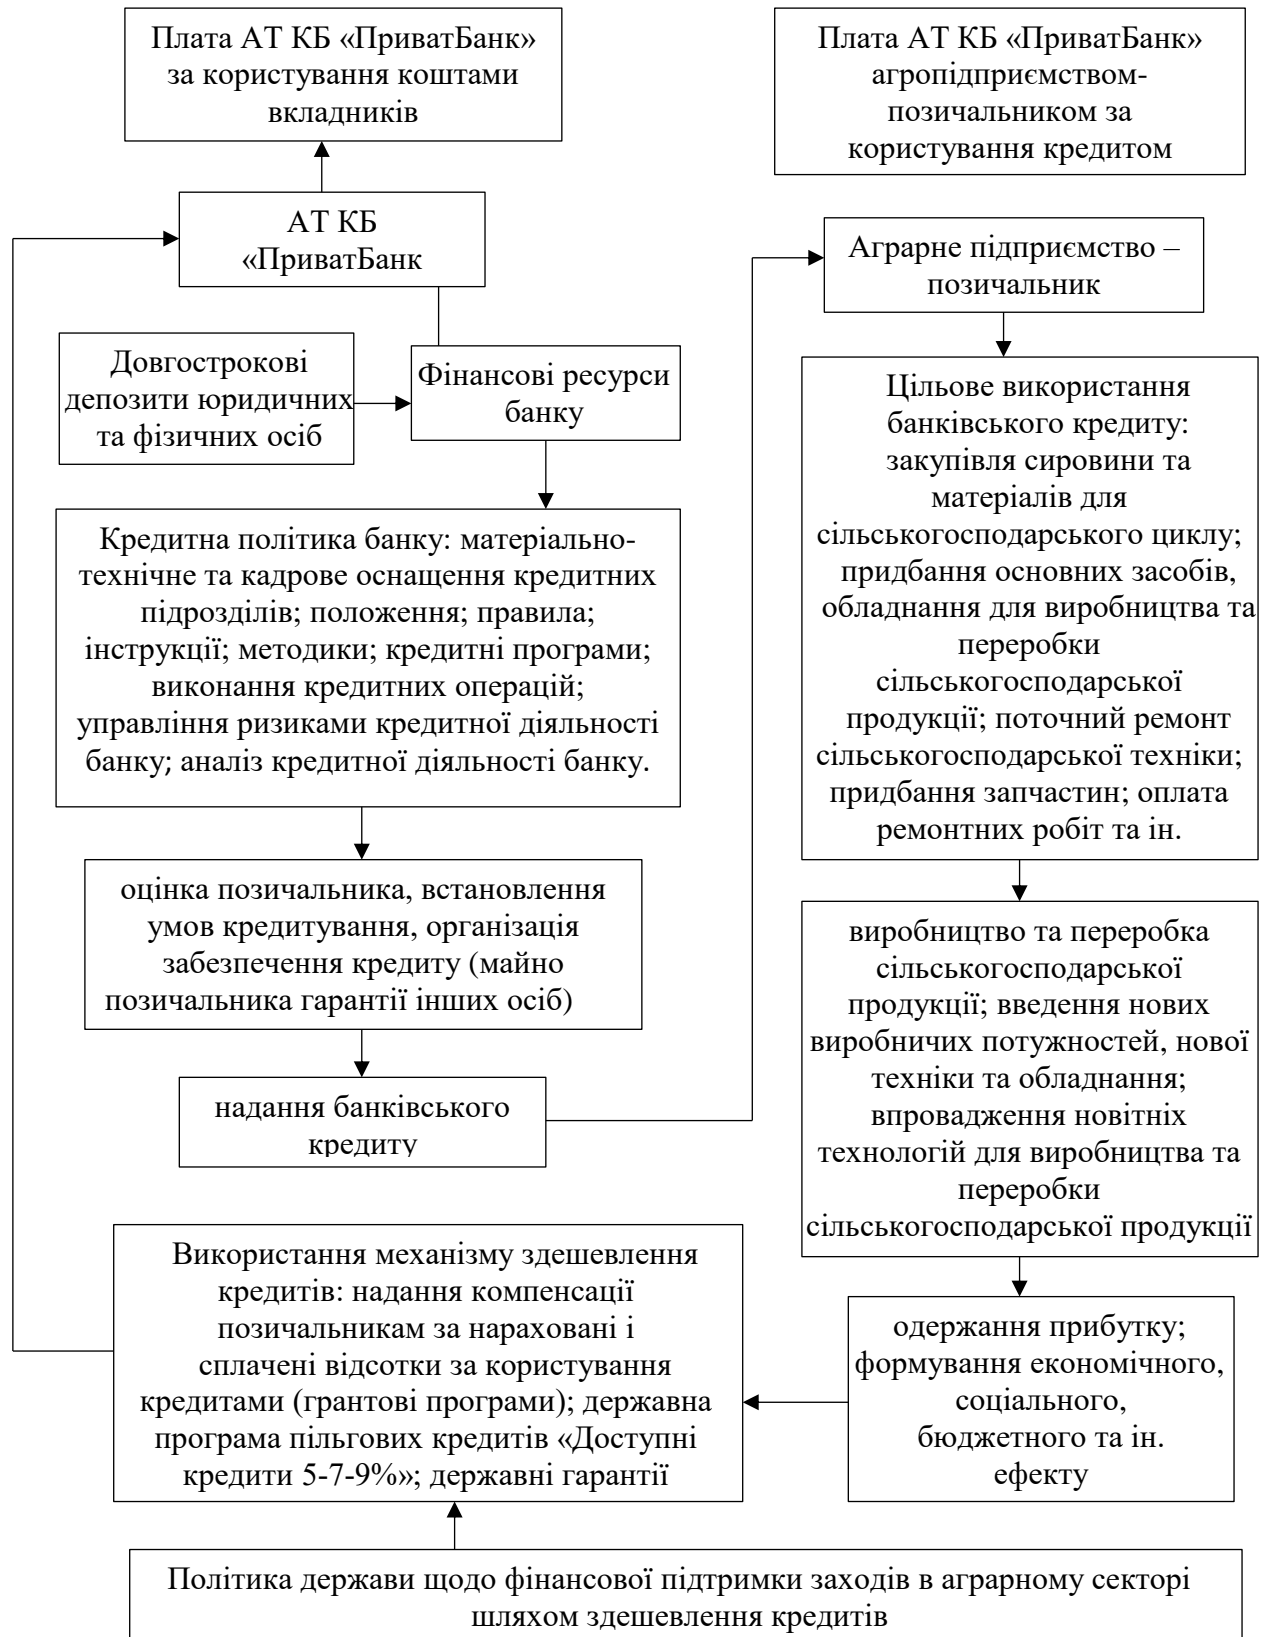 Плата АТ КБ «ПриватБанк»
за користування коштами
вкладників
Плата АТ КБ «ПриватБанк»
агропідприємством-
позичальником за
користування кредитом
АТ КБ
«ПриватБанк
Аграрне підприємство –
позичальник
Довгострокові
депозити юридичних
та фізичних осіб
Фінансові ресурси
банку
Цільове використання
банківського кредиту:
закупівля сировини та
матеріалів для
сільськогосподарського циклу;
придбання основних засобів,
обладнання для виробництва та
переробки
сільськогосподарської
продукції; поточний ремонт
сільськогосподарської техніки;
придбання запчастин; оплата
ремонтних робіт та ін.
Кредитна політика банку: матеріально-
технічне та кадрове оснащення кредитних
підрозділів; положення; правила;
інструкції; методики; кредитні програми;
виконання кредитних операцій;
управління ризиками кредитної діяльності
банку; аналіз кредитної діяльності банку.
оцінка позичальника, встановлення
умов кредитування, організація
забезпечення кредиту (майно
позичальника гарантії інших осіб)
виробництво та переробка
сільськогосподарської
продукції; введення нових
виробничих потужностей, нової
техніки та обладнання;
впровадження новітніх
технологій для виробництва та
переробки
сільськогосподарської продукції
надання банківського
кредиту
Використання механізму здешевлення
кредитів: надання компенсації
позичальникам за нараховані і
сплачені відсотки за користування
кредитами (грантові програми); державна
програма пільгових кредитів «Доступні
кредити 5-7-9%»; державні гарантії
одержання прибутку;
формування економічного,
соціального,
бюджетного та ін.
ефекту
Політика держави щодо фінансової підтримки заходів в аграрному секторі
шляхом здешевлення кредитів